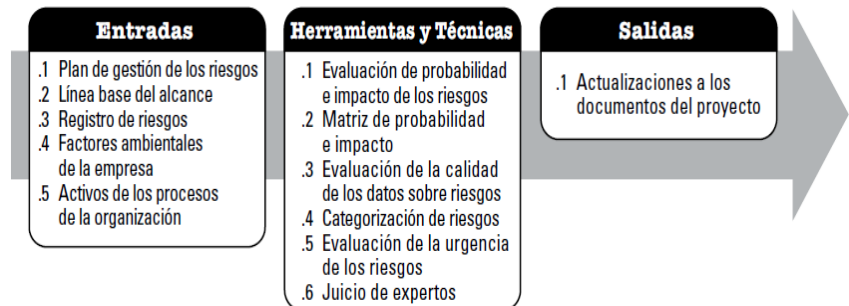 Entradas
.1 Plan de gestión de los riesgos
.2 Línea base del alcance
.3 Registro de riesgos
.4 Factores ambientales
de la empresa
.5 Activos de los procesos
de la organización
Herramientas y Técnicas
.1 Evaluación de probabilidad
e impacto de los riesgos
.2 Matriz de probabilidad
e impacto
.3 Evaluación de la calidad
de los datos sobre riesgos
.4 Categorización de riesgos
.5 Evaluación de la urgencia
de los riesgos
.6 Juicio de expertos
Salidas
.1 Actualizaciones a los
documentos del proyecto